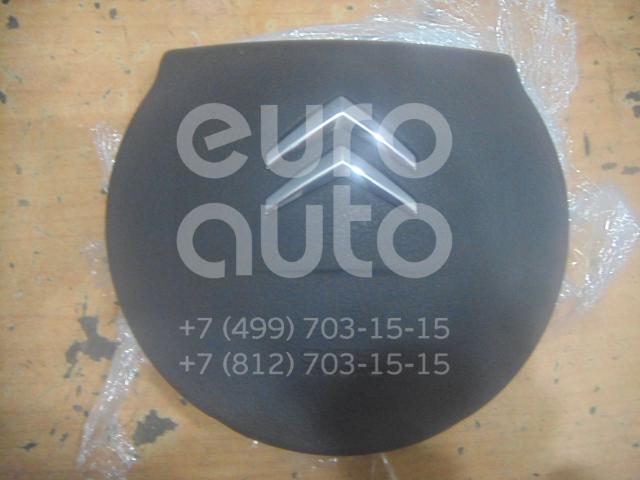 euro
auto
+7 (499) 703-15-15
+7 (812) 703-15-15